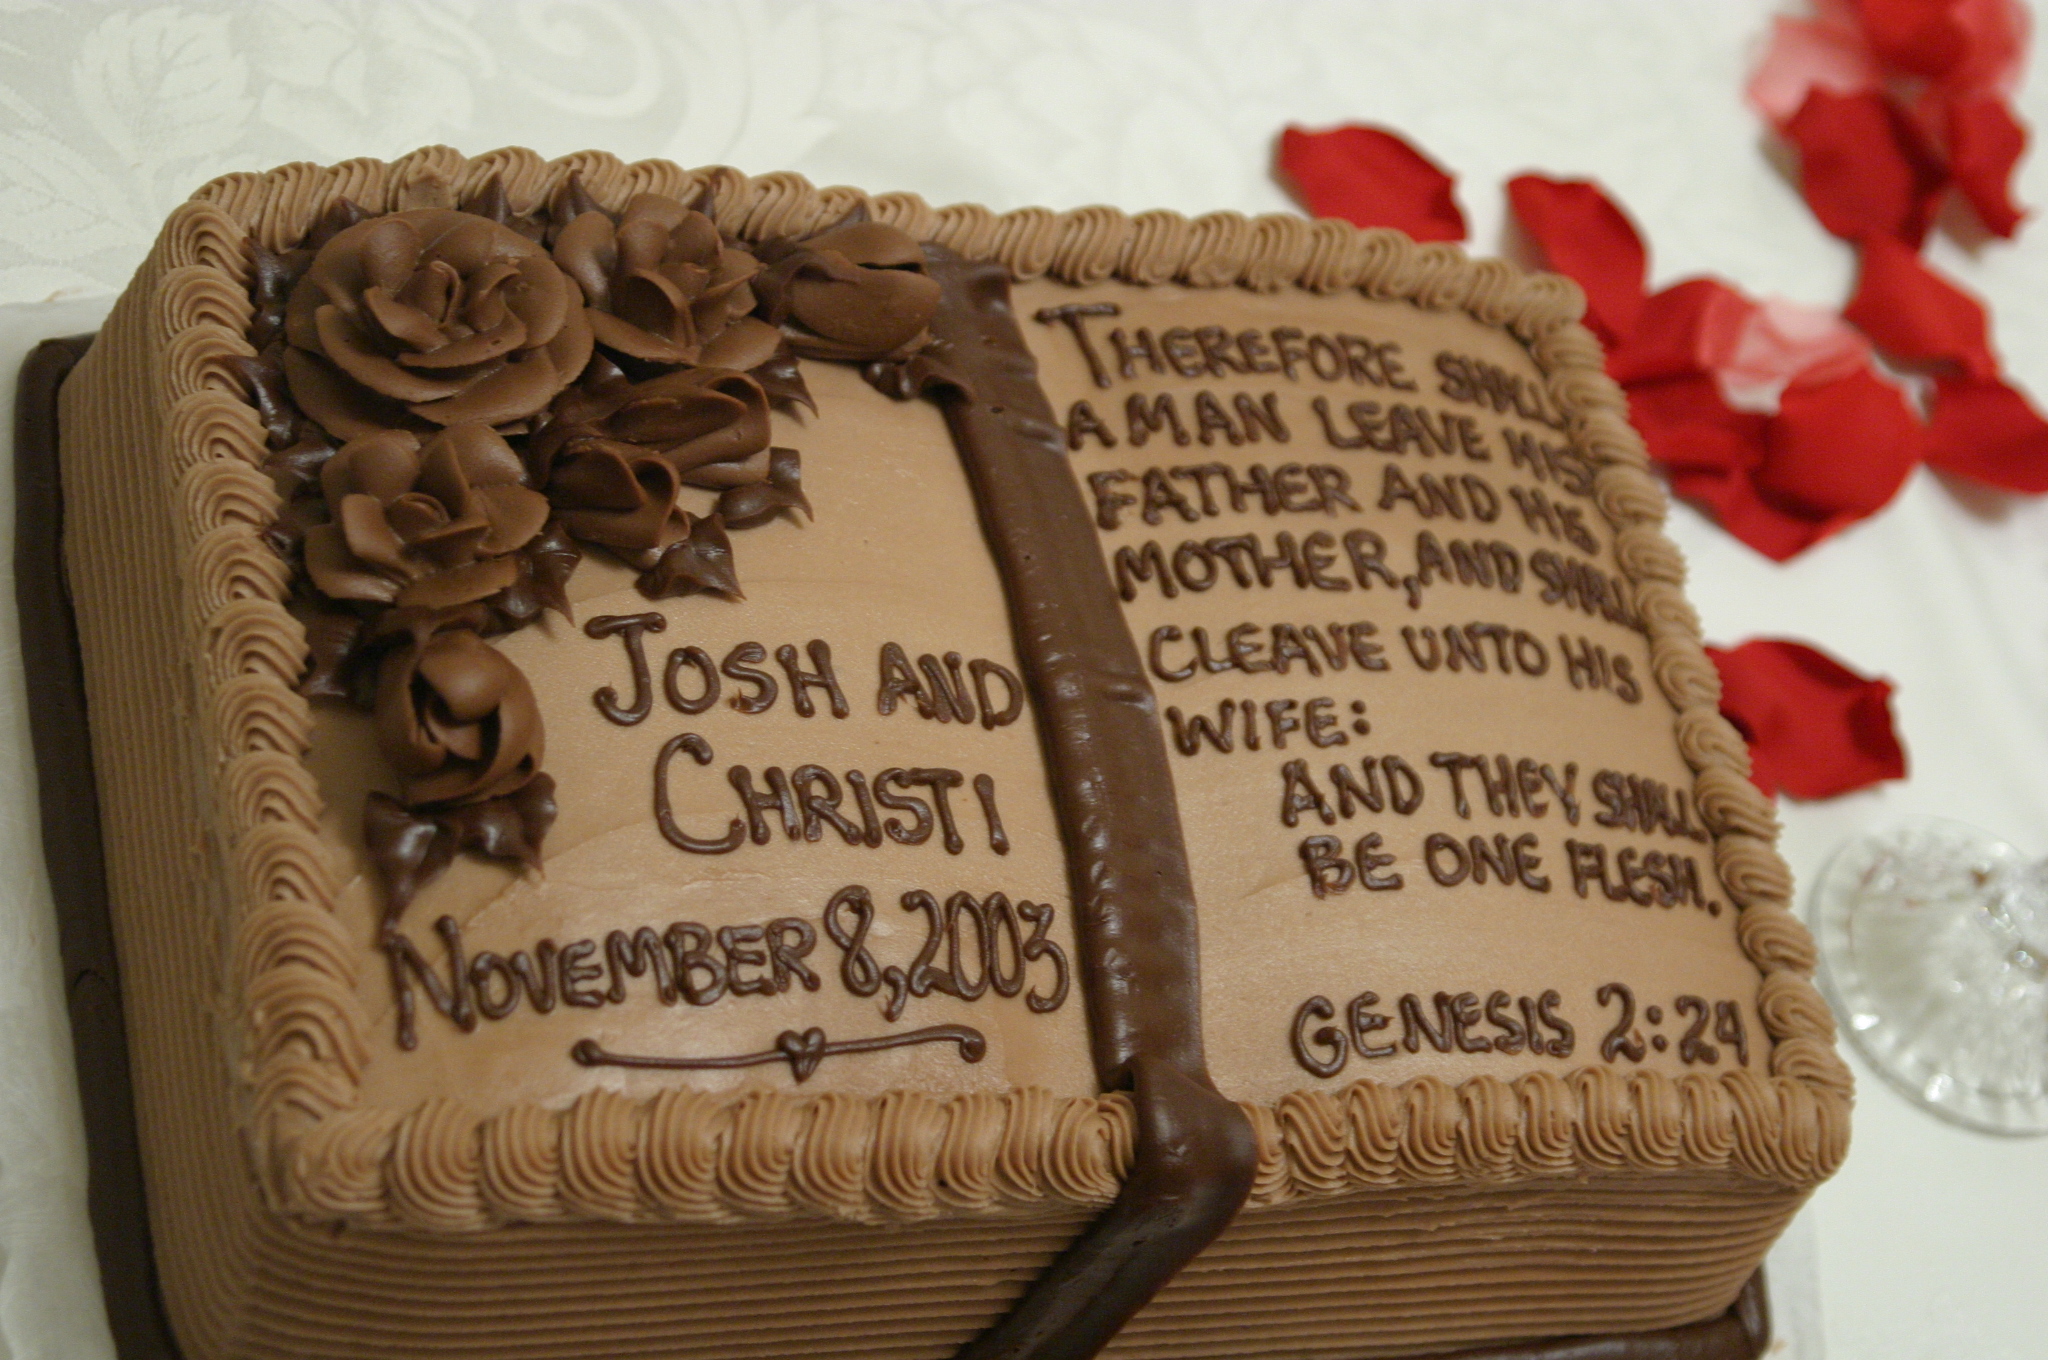 JOSH AND
CHRISTI
NOVEMBER 8, 2003
THEREFORE SHALL
A MAN LEAVE HIS
FATHER AND HIS
MOTHER, AND SHALL
CLEAVE UNTO HIS
WIFE:
AND THEY SHALL
BE ONE FLESH.
GENESIS 2:24